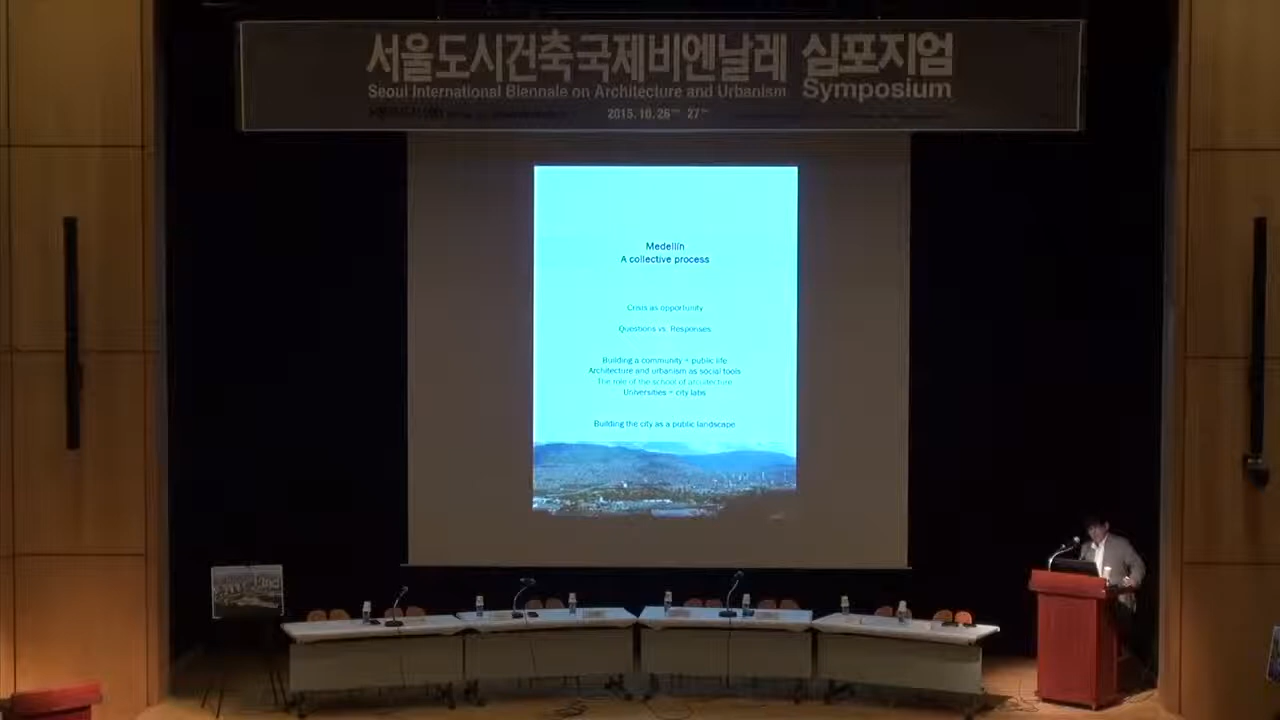 서울도시건축국제비엔날레 심포지엄
Seoul International Biennale on Architecture and Urbanism Symposium
2015. 10. 26 27
Medellín
A collective process
Crisis as opportunity
Questions vs. Responses
Building a community + public life
Architecture and urbanism as social tools
The role of the school of architecture
Universities + city labs
Building the city as a public landscape